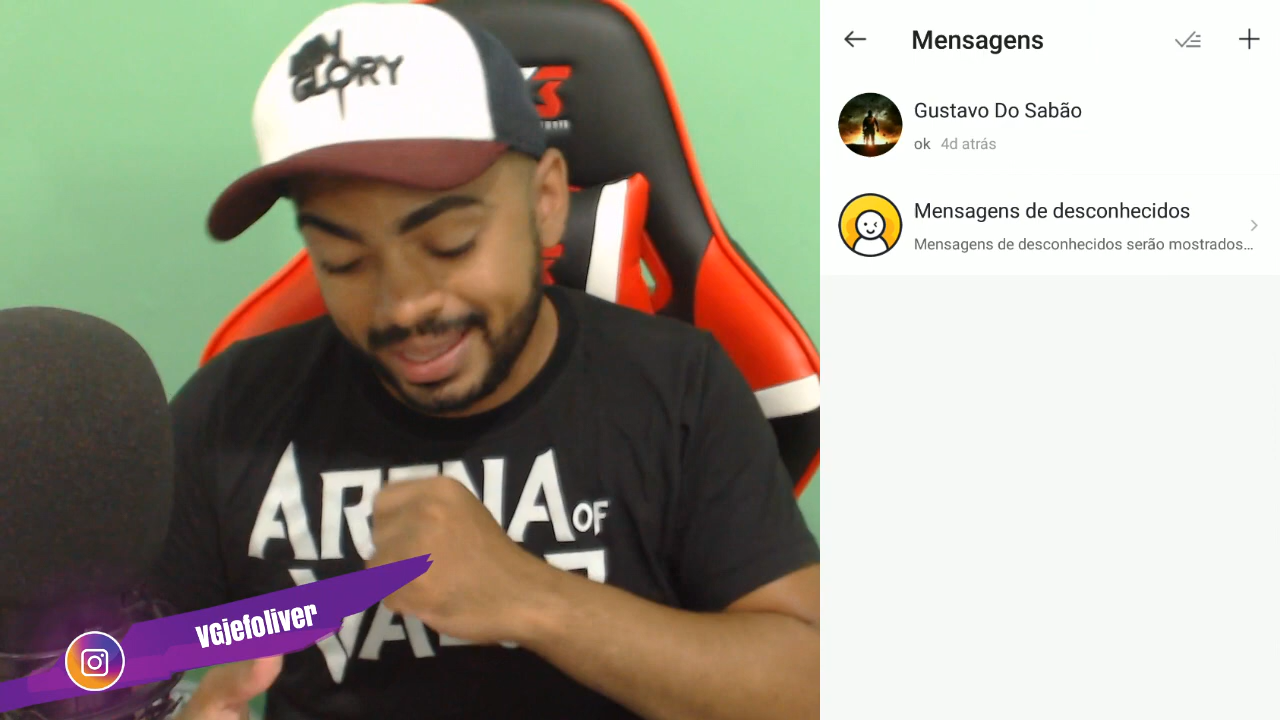 GLORY
ARENA
OF
VGjefoliver
Mensagens
Gustavo Do Sabão
ok 4d atrás
Mensagens de desconhecidos
Mensagens de desconhecidos serão mostrados...